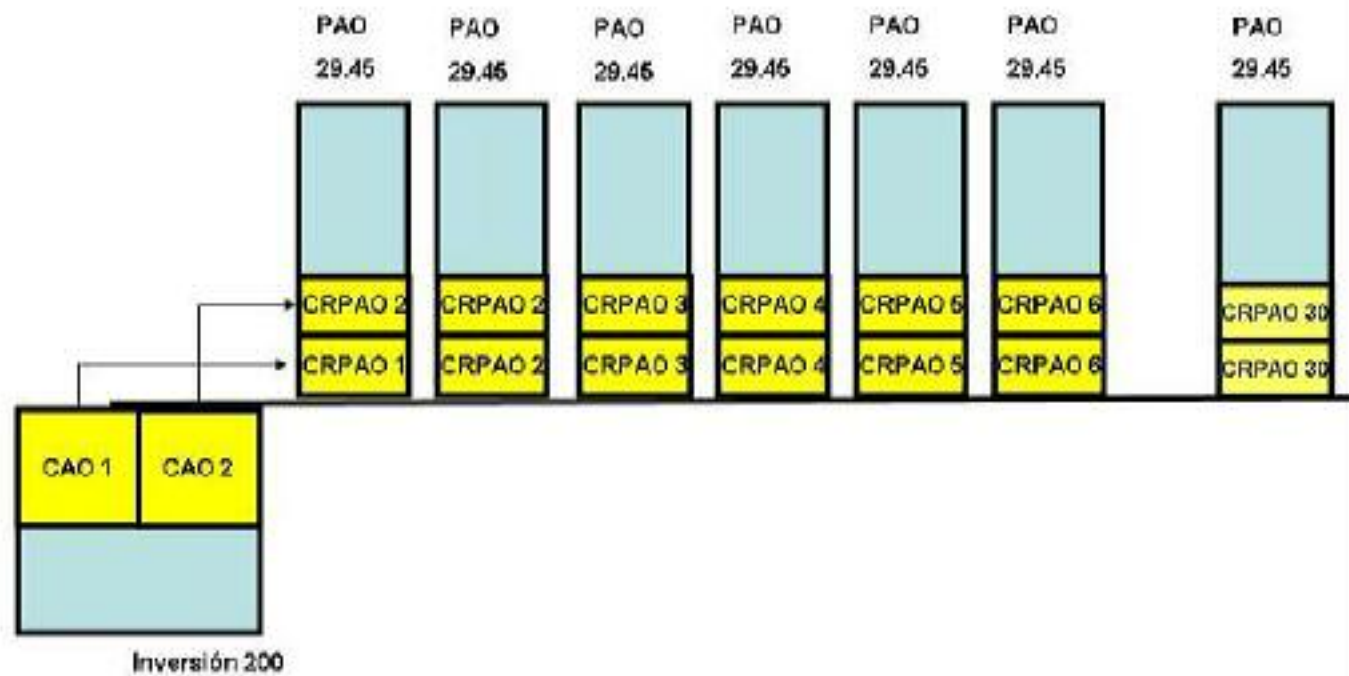 PAO PAO PAO PAO PAO PAO PAO
29.45 29.45 29.45 29.45 29.45 29.45 29.45
CRPAO 2 CRPAO 2 CRPAO 3 CRPAO 4 CRPAO 5 CRPAO 6 CRPAO 30
CRPAO 1 CRPAO 2 CRPAO 3 CRPAO 4 CRPAO 5 CRPAO 6 CRPAO 30
CAO 1 CAO 2
Inversión 200